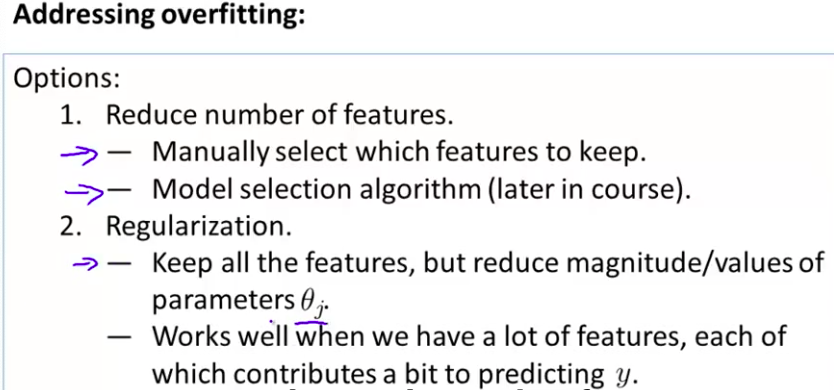 Addressing overfitting:
Options:
1. Reduce number of features.
— Manually select which features to keep.
— Model selection algorithm (later in course).
2. Regularization.
— Keep all the features, but reduce magnitude/values of
parameters θⱼ.
— Works well when we have a lot of features, each of
which contributes a bit to predicting y.